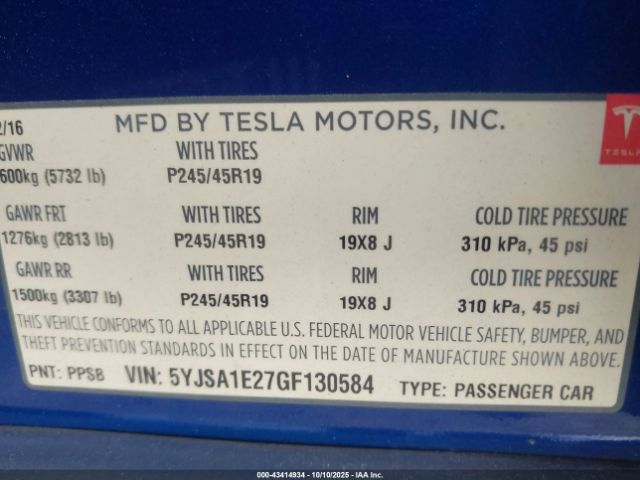 2/16 MFD BY TESLA MOTORS, INC.
GVWR WITH TIRES
600kg (5732 lb) P245/45R19
TESLA
GAWR FRT WITH TIRES RIM COLD TIRE PRESSURE
1276kg (2813 lb) P245/45R19 19X8 J 310 kPa, 45 psi
GAWR RR WITH TIRES RIM COLD TIRE PRESSURE
1500kg (3307 lb) P245/45R19 19X8 J 310 kPa, 45 psi
THIS VEHICLE CONFORMS TO ALL APPLICABLE U.S. FEDERAL MOTOR VEHICLE SAFETY, BUMPER, AND
THEFT PREVENTION STANDARDS IN EFFECT ON THE DATE OF MANUFACTURE SHOWN ABOVE.
PNT: PPSB VIN: 5YJSA1E27GF130584 TYPE: PASSENGER CAR
000-43414934 - 10/10/2025 - IAA Inc.